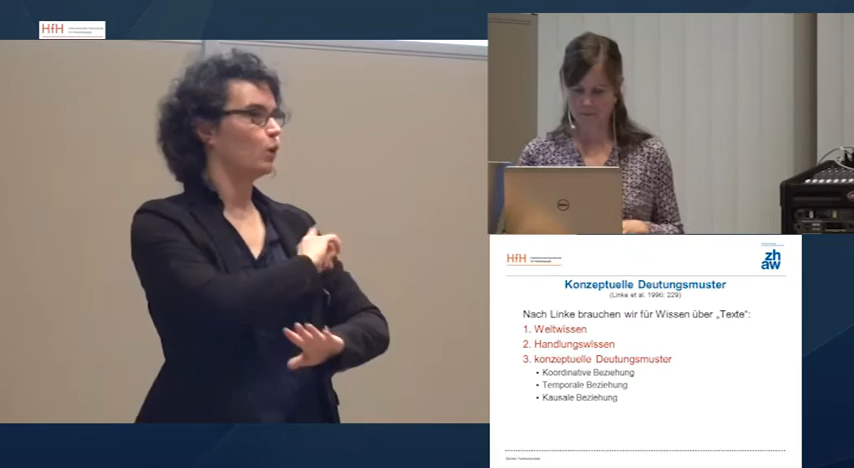 HfH
DELL
HfH
zh
aw
Konzeptuelle Deutungsmuster
(Linke et al. 1996: 229)
Nach Linke brauchen wir für Wissen über „Texte“:
1. Weltwissen
2. Handlungswissen
3. konzeptuelle Deutungsmuster
• Koordinative Beziehung
• Temporale Beziehung
• Kausale Beziehung